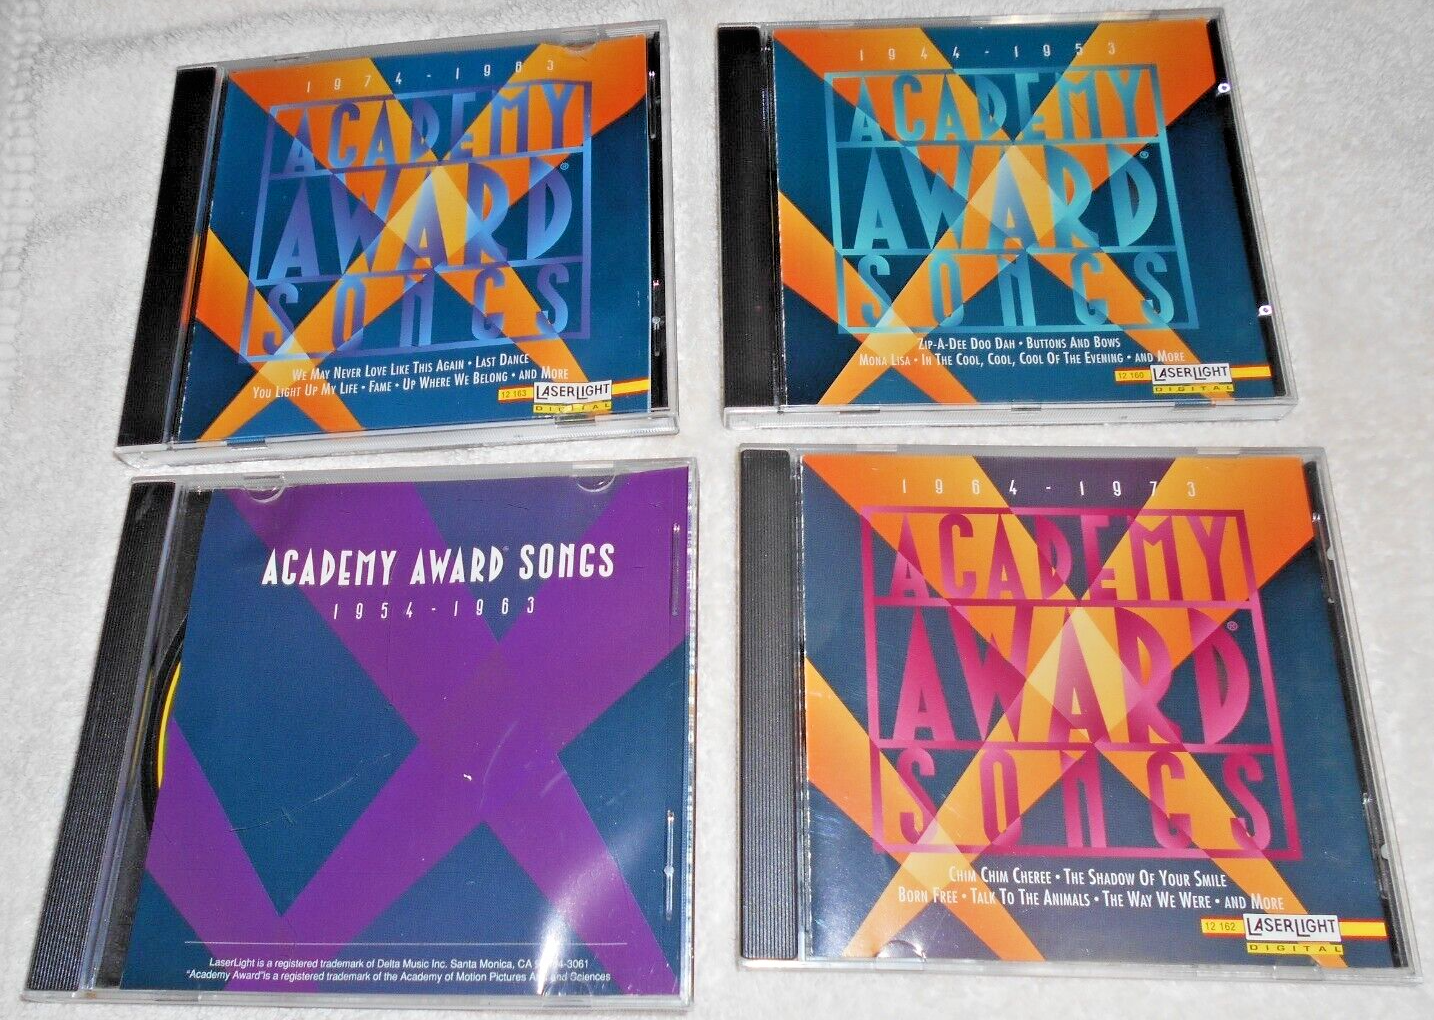 1974 - 1963
ACADEMY
AWARD®
SONGS
WE MAY NEVER LOVE LIKE THIS AGAIN • LAST DANCE
YOU LIGHT UP MY LIFE • FAME • UP WHERE WE BELONG • AND MORE
12 163 LASERLIGHT
DIGITAL
1944 - 1953
ACADEMY
AWARD®
SONGS
ZIP-A-DEE DOO DAH • BUTTONS AND BOWS
MONA LISA • IN THE COOL, COOL, COOL OF THE EVENING • AND MORE
12 160 LASERLIGHT
DIGITAL
ACADEMY AWARD® SONGS
1954 - 1963
LaserLight is a registered trademark of Delta Music Inc. Santa Monica, CA 4-3061
"Academy Award"is a registered trademark of the Academy of Motion Pictures Arts and Sciences
1964 - 1973
ACADEMY
AWARD®
SONGS
CHIM CHIM CHEREE • THE SHADOW OF YOUR SMILE
BORN FREE • TALK TO THE ANIMALS • THE WAY WE WERE • AND MORE
12 162 LASERLIGHT
DIGITAL